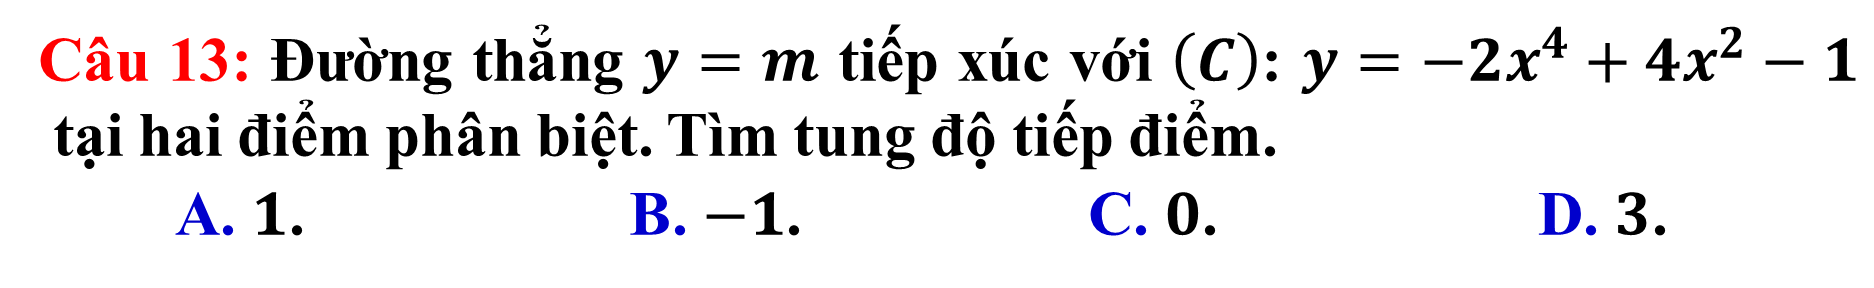 Câu 13: Đường thẳng y = m tiếp xúc với (C): y = −2x⁴ + 4x² − 1
tại hai điểm phân biệt. Tìm tung độ tiếp điểm.
A. 1. B. −1. C. 0. D. 3.